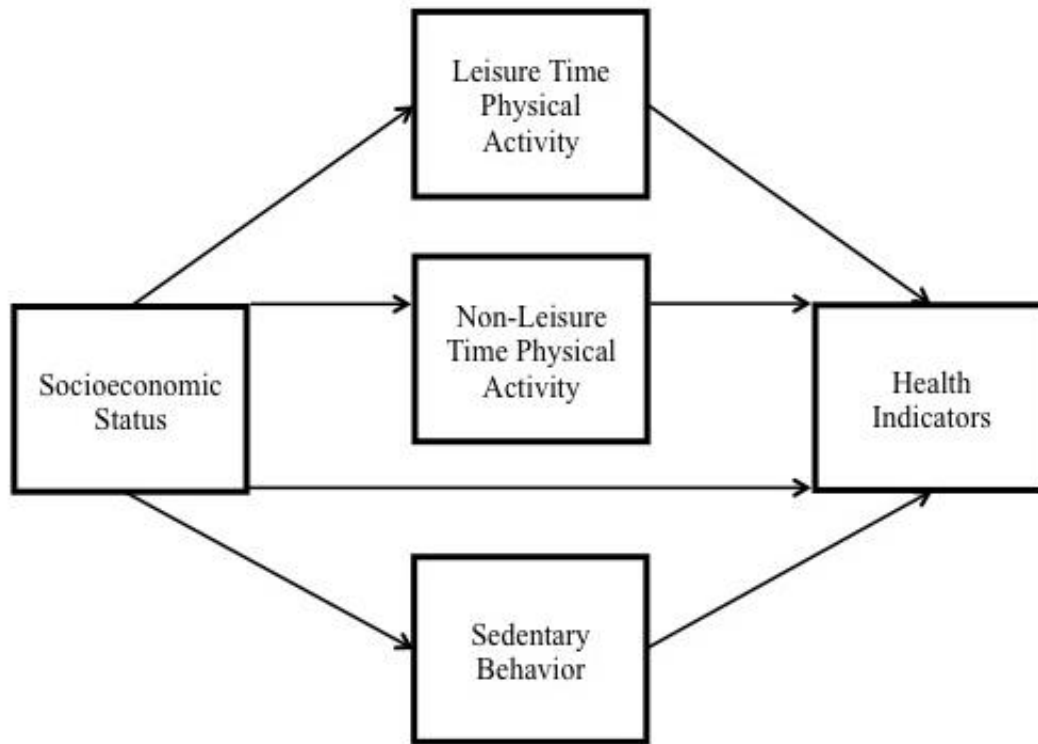 Leisure Time
Physical
Activity
Non-Leisure
Time Physical
Activity
Socioeconomic
Status
Health
Indicators
Sedentary
Behavior